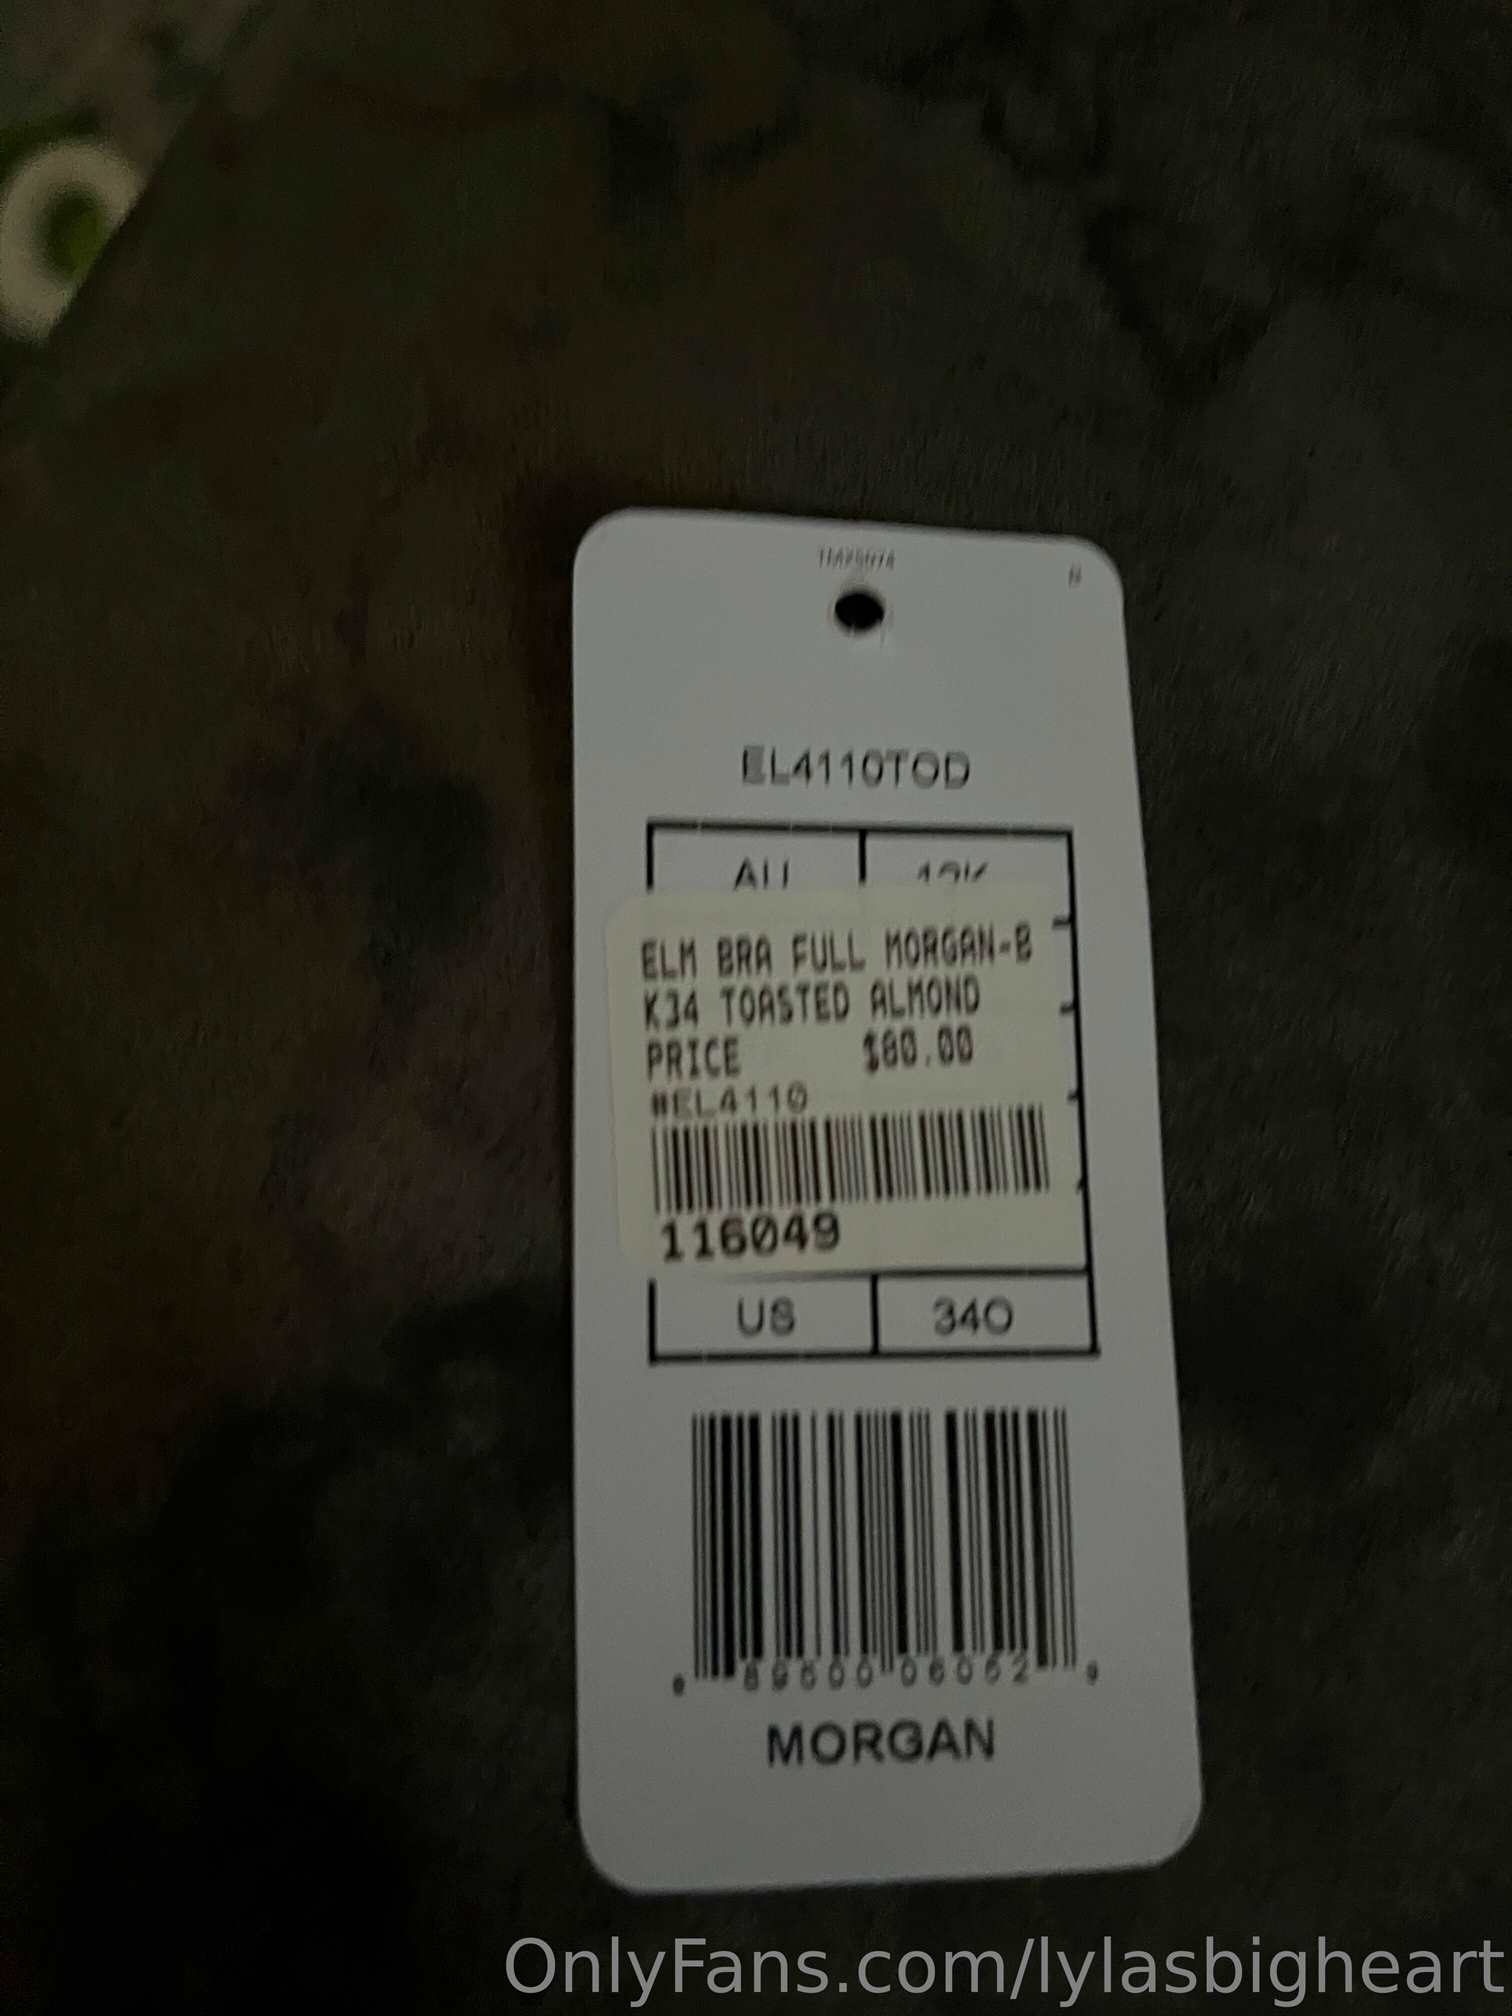 EL4110TOD
AU
ELM BRA FULL MORGAN-B
K34 TOASTED ALMOND
PRICE $80.00
#EL4110
116049
US 34O
MORGAN
OnlyFans.com/lylasbigheart